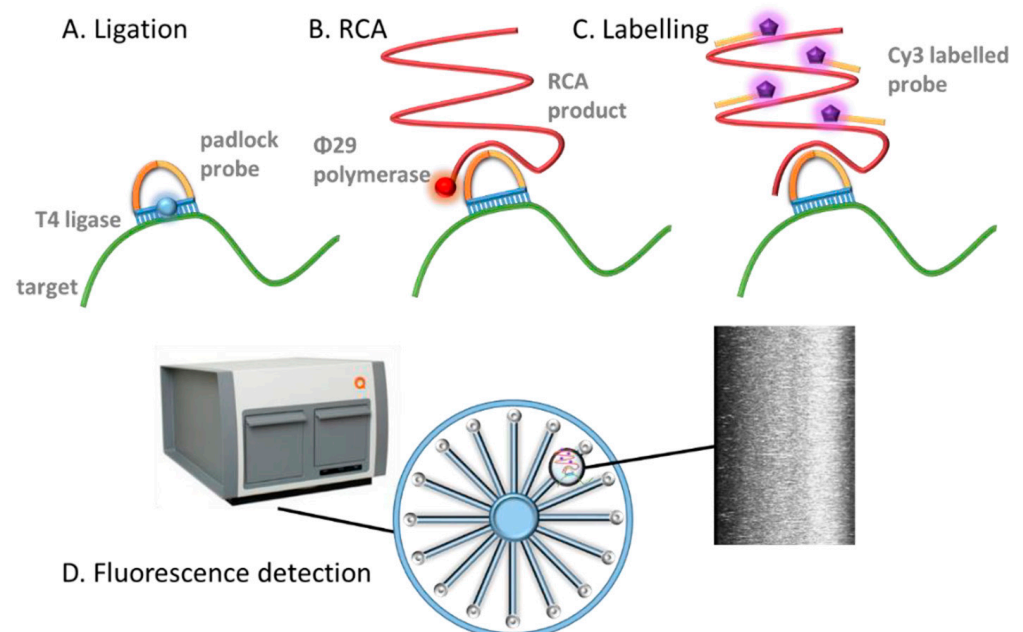 A. Ligation
B. RCA
C. Labelling
Cy3 labelled
probe
RCA
product
padlock
probe
Φ29
polymerase
T4 ligase
target
D. Fluorescence detection